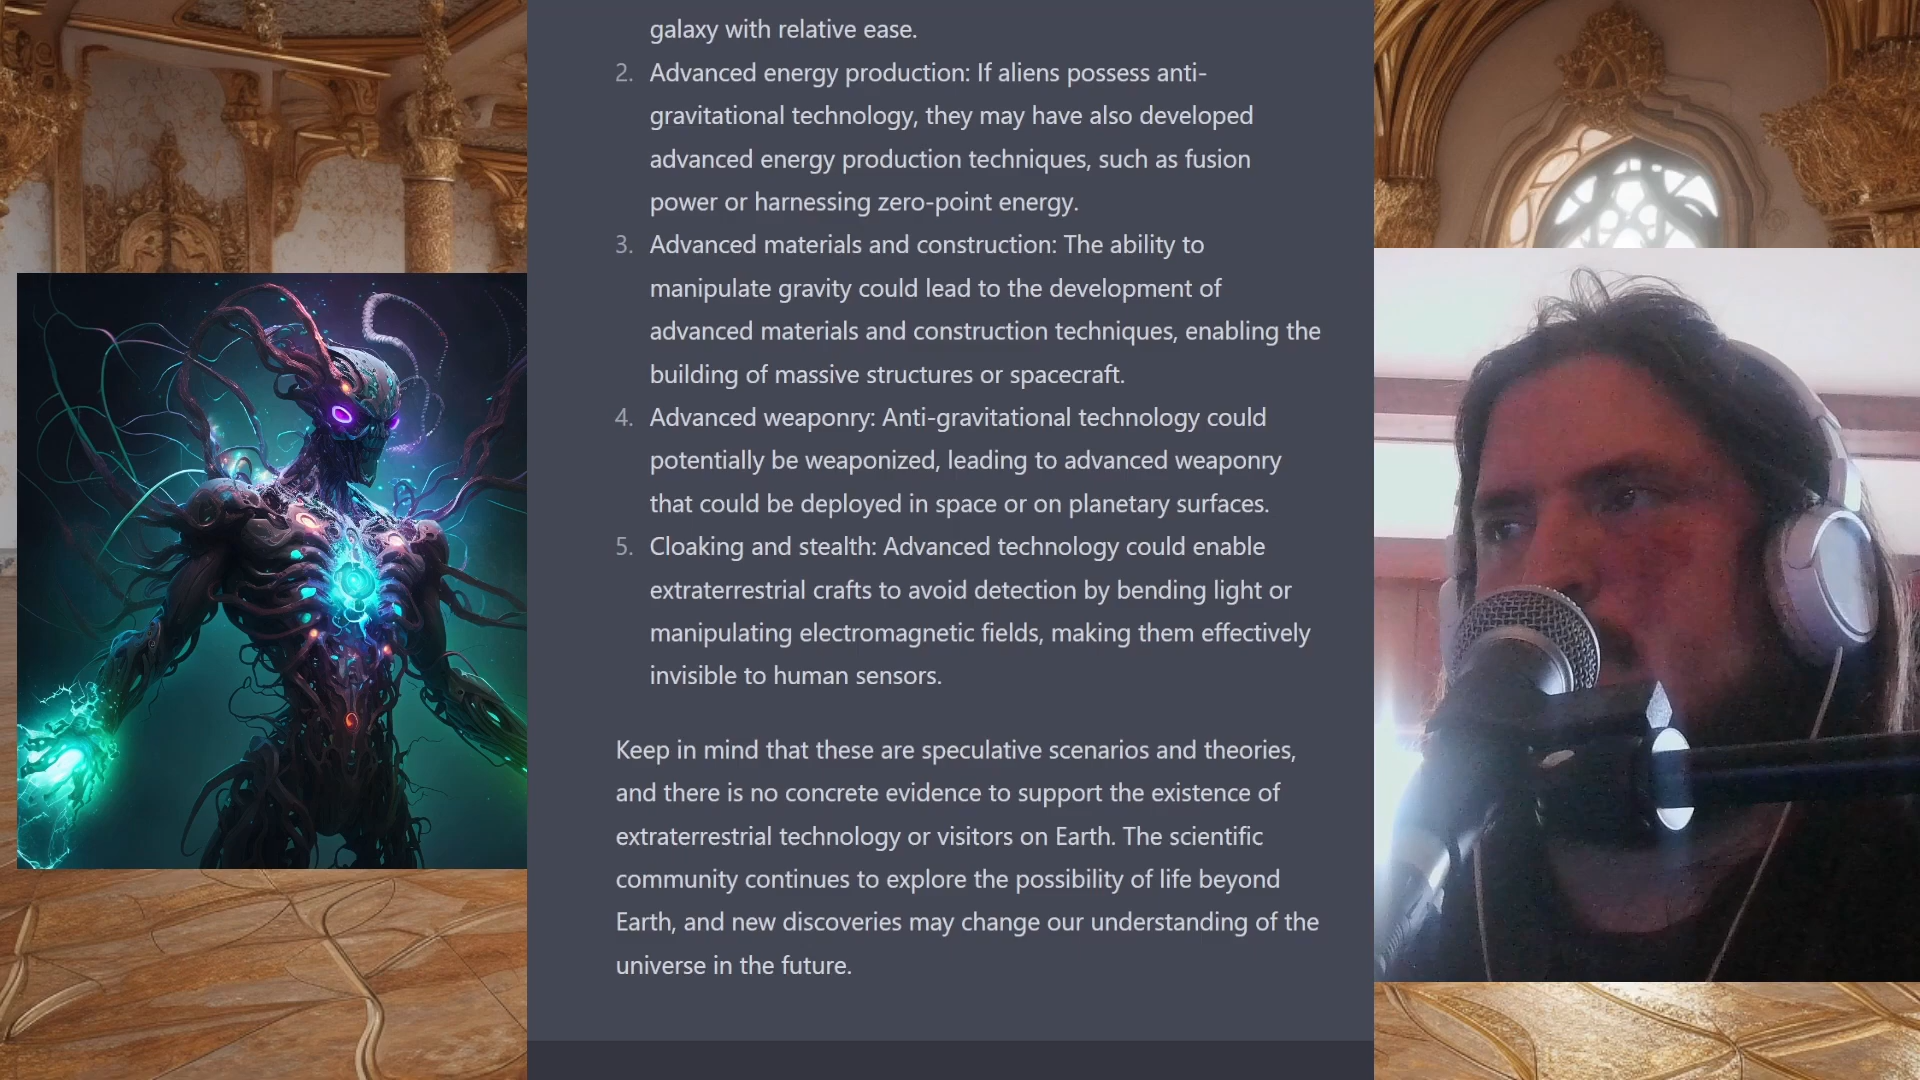 galaxy with relative ease.
2. Advanced energy production: If aliens possess anti-
gravitational technology, they may have also developed
advanced energy production techniques, such as fusion
power or harnessing zero-point energy.
3. Advanced materials and construction: The ability to
manipulate gravity could lead to the development of
advanced materials and construction techniques, enabling the
building of massive structures or spacecraft.
4. Advanced weaponry: Anti-gravitational technology could
potentially be weaponized, leading to advanced weaponry
that could be deployed in space or on planetary surfaces.
5. Cloaking and stealth: Advanced technology could enable
extraterrestrial crafts to avoid detection by bending light or
manipulating electromagnetic fields, making them effectively
invisible to human sensors.
Keep in mind that these are speculative scenarios and theories,
and there is no concrete evidence to support the existence of
extraterrestrial technology or visitors on Earth. The scientific
community continues to explore the possibility of life beyond
Earth, and new discoveries may change our understanding of the
universe in the future.